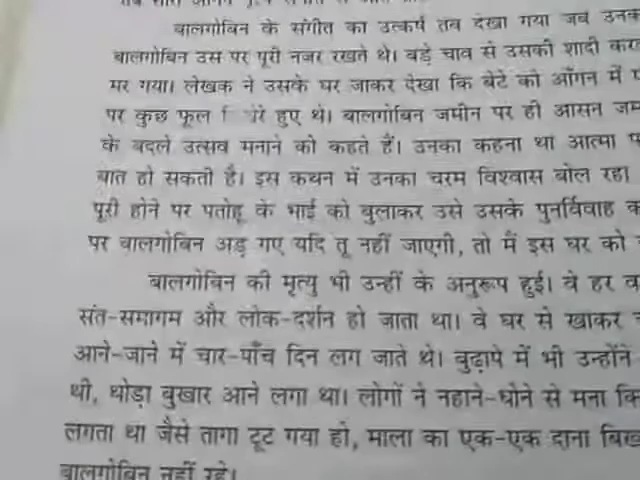 बालगोबिन के संगीत का उत्कर्ष तब देखा गया जब उनक
बालगोबिन उस पर पूरी नजर रखते थे। बड़े चाव से उसकी शादी कर
मर गया। लेखक ने उसके घर जाकर देखा कि बेटे को आँगन में
पर कुछ फूल हुए थे। बालगोबिन जमीन पर ही आसन जम
के बदले उत्सव मनाने को कहते हैं। उनका कहना था आत्मा
बात हो सकती है। इस कथन में उनका चरम विश्वास बोल रहा
पूरी होने पर पतोहू के भाई को बुलाकर उसे उसके पुनर्विवाह
पर बालगोबिन अड़ गए यदि तू नहीं जाएगी, तो मैं इस घर को
बालगोबिन की मृत्यु भी उन्हीं के अनुरूप हुई। वे हर
संत-समागम और लोक-दर्शन हो जाता था। वे घर से खाकर
आने-जाने में चार-पाँच दिन लग जाते थे। बुढ़ापे में भी उन्होंने
थी, थोड़ा बुखार आने लगा था। लोगों ने नहाने-धोने से मना कि
लगता था जैसे तागा टूट गया हो, माला का एक-एक दाना बिख
बालगोबिन नहीं रहे।